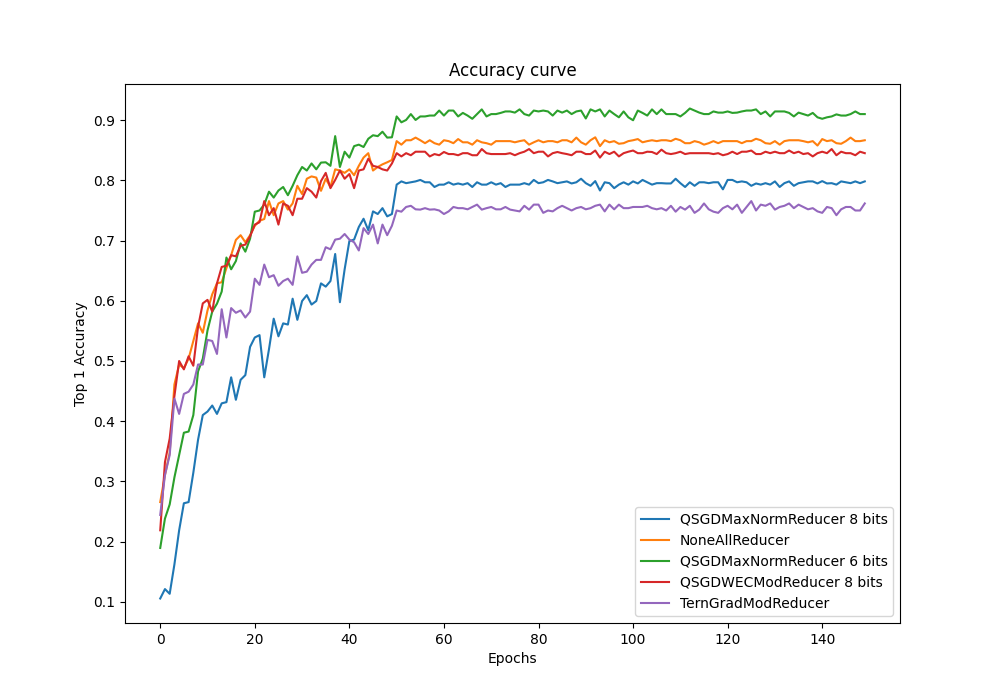 Accuracy curve
Top 1 Accuracy
0.9
0.8
0.7
0.6
0.5
0.4
0.3
0.2
0.1
0 20 40 60 80 100 120 140
Epochs
QSGDMaxNormReducer 8 bits
NoneAllReducer
QSGDMaxNormReducer 6 bits
QSGDWECModReducer 8 bits
TernGradModReducer